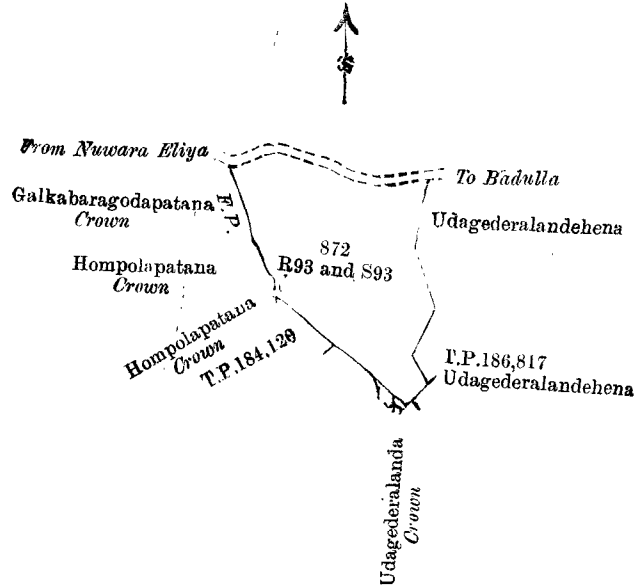 From Nuwara Eliya
To Badulla
Galkabaragodapatana
Crown
F.P.
Udagederalandehena
872
R93 and S93
Hompolapatana
Crown
Hompolapatana
Crown
T.P.184,120
T.P.186,817
Udagederalandehena
Udagederalanda
Crown